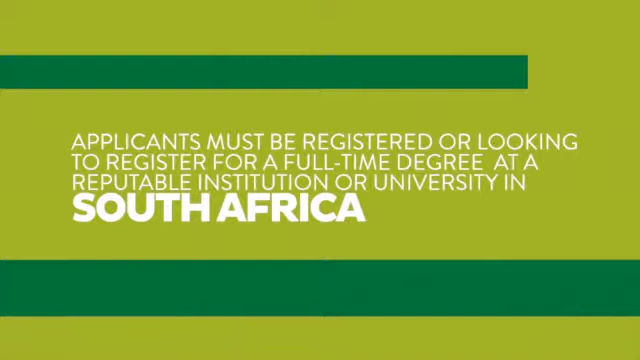 APPLICANTS MUST BE REGISTERED OR LOOKING
TO REGISTER FOR A FULL-TIME DEGREE AT A
REPUTABLE INSTITUTION OR UNIVERSITY IN
SOUTH AFRICA